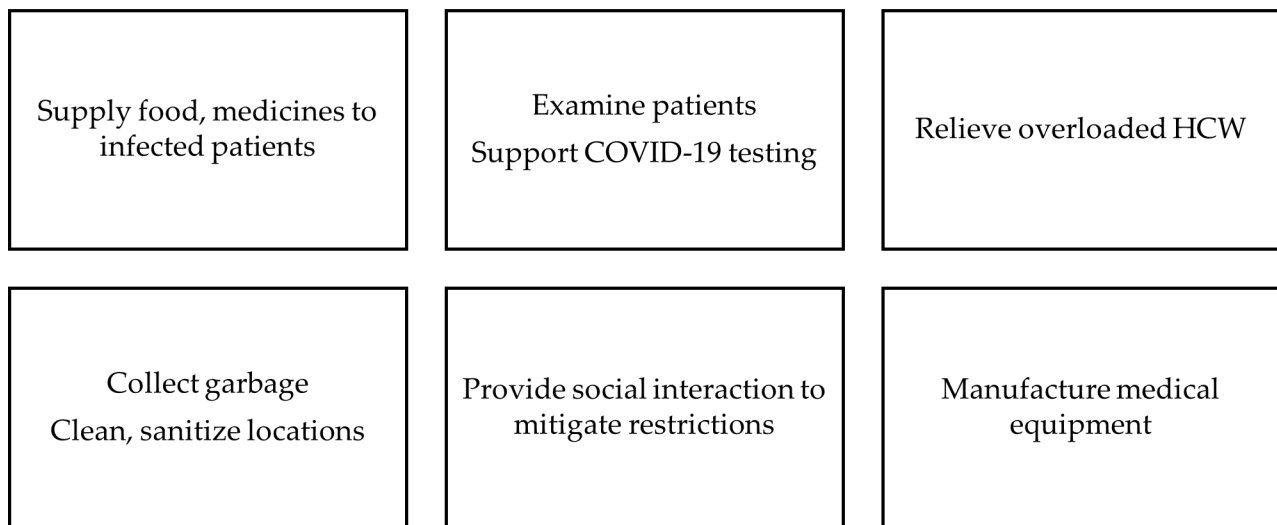 Supply food, medicines to
infected patients
Examine patients
Support COVID-19 testing
Relieve overloaded HCW
Collect garbage
Clean, sanitize locations
Provide social interaction to
mitigate restrictions
Manufacture medical
equipment